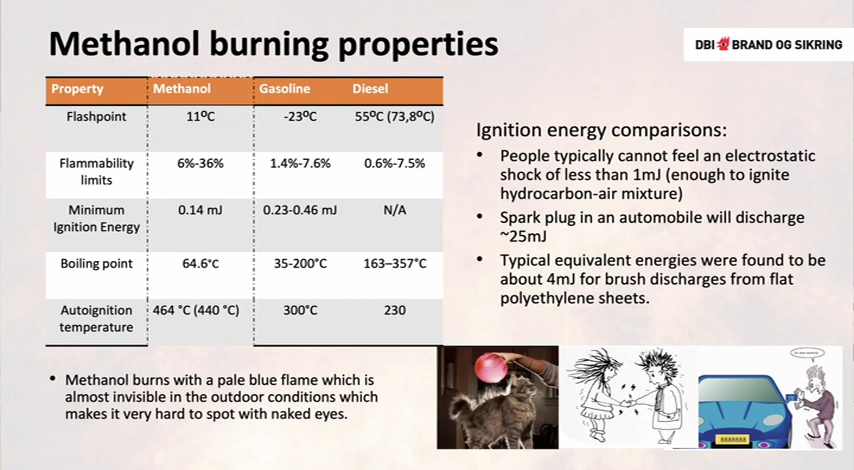 Methanol burning properties
DBI BRAND OG SIKRING
Property Methanol Gasoline Diesel
Flashpoint 11ºC -23ºC 55ºC (73,8ºC)
Flammability
limits
6%-36% 1.4%-7.6% 0.6%-7.5%
Minimum
Ignition Energy
0.14 mJ 0.23-0.46 mJ N/A
Boiling point 64.6°C 35-200°C 163–357°C
Autoignition
temperature
464 °C (440 °C) 300°C 230
• Methanol burns with a pale blue flame which is
almost invisible in the outdoor conditions which
makes it very hard to spot with naked eyes.
Ignition energy comparisons:
• People typically cannot feel an electrostatic
shock of less than 1mJ (enough to ignite
hydrocarbon-air mixture)
• Spark plug in an automobile will discharge
~25mJ
• Typical equivalent energies were found to be
about 4mJ for brush discharges from flat
polyethylene sheets.
8888888